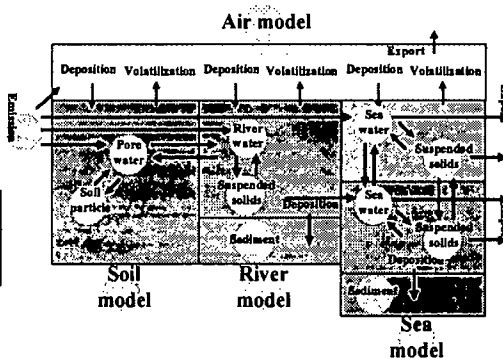 Air model
Export
Deposition Volatilization Deposition Volatilization Deposition Volatilization
Emission
Sea
water
River
water
Pore
water
Suspended
solids
Soil
particle
Suspended
solids
Deposition
Sea
water
Suspended
solids
Deposition
Sediment
Sediment
Soil
model
River
model
Sea
model